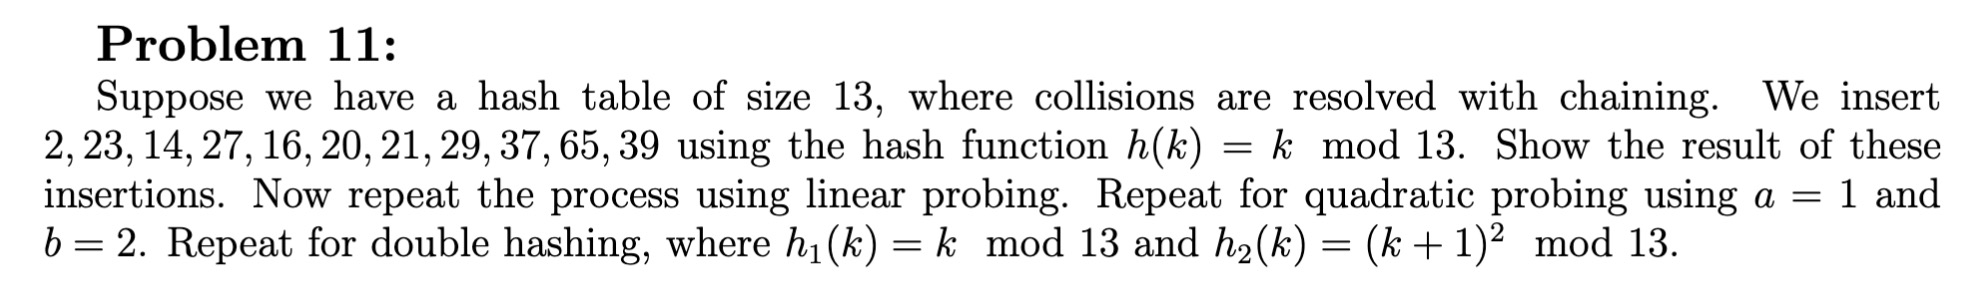 Problem 11:
Suppose we have a hash table of size 13, where collisions are resolved with chaining. We insert
2, 23, 14, 27, 16, 20, 21, 29, 37, 65, 39 using the hash function h(k) = k mod 13. Show the result of these
insertions. Now repeat the process using linear probing. Repeat for quadratic probing using a = 1 and
b = 2. Repeat for double hashing, where h₁(k) = k mod 13 and h₂(k) = (k + 1)² mod 13.